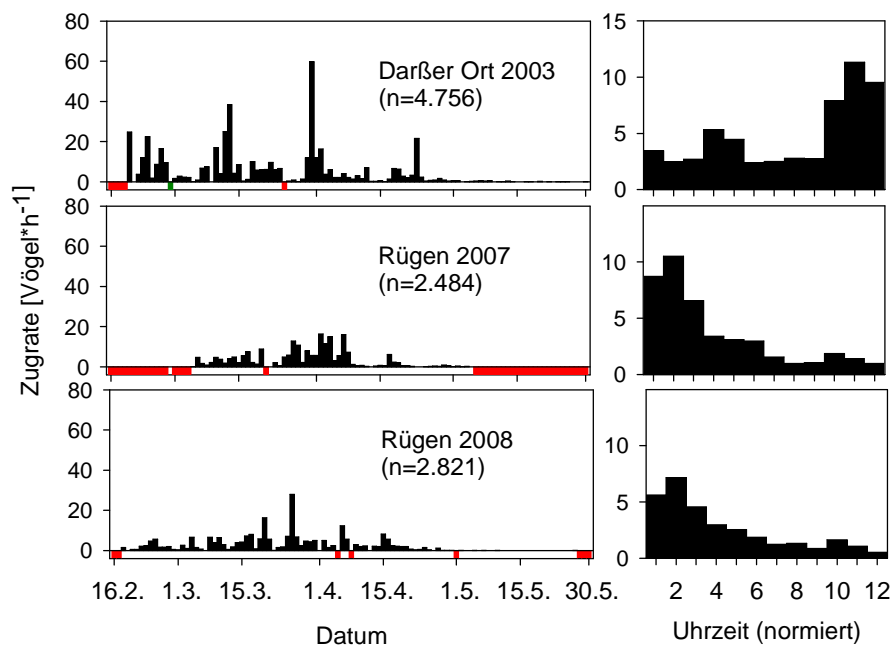 Zugrate [Vögel*h-1]
80
60
40
20
0
Darßer Ort 2003
(n=4.756)
15
10
5
0
80
60
40
20
0
Rügen 2007
(n=2.484)
10
5
0
80
60
40
20
0
Rügen 2008
(n=2.821)
10
5
0
16.2. 1.3. 15.3. 1.4. 15.4. 1.5. 15.5. 30.5.
Datum
2 4 6 8 10 12
Uhrzeit (normiert)